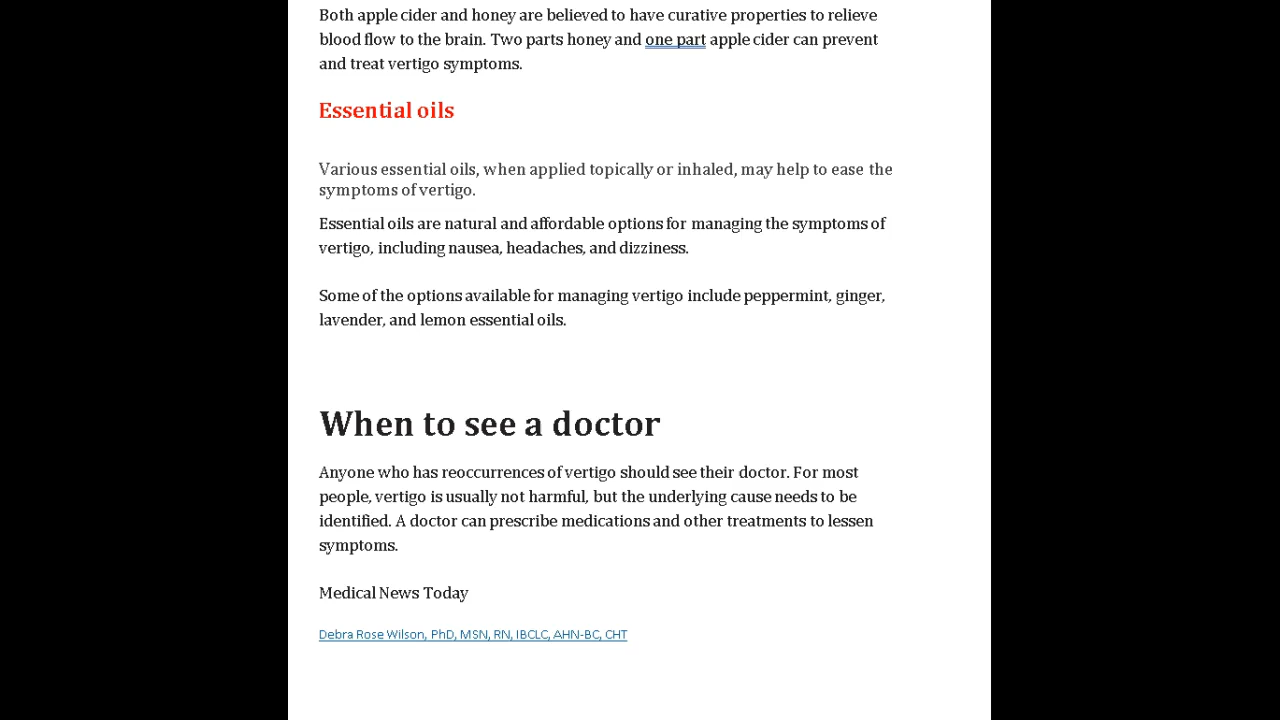 Both apple cider and honey are believed to have curative properties to relieve
blood flow to the brain. Two parts honey and one part apple cider can prevent
and treat vertigo symptoms.
Essential oils
Various essential oils, when applied topically or inhaled, may help to ease the
symptoms of vertigo.
Essential oils are natural and affordable options for managing the symptoms of
vertigo, including nausea, headaches, and dizziness.
Some of the options available for managing vertigo include peppermint, ginger,
lavender, and lemon essential oils.
When to see a doctor
Anyone who has reoccurrences of vertigo should see their doctor. For most
people, vertigo is usually not harmful, but the underlying cause needs to be
identified. A doctor can prescribe medications and other treatments to lessen
symptoms.
Medical News Today
Debra Rose Wilson, PhD, MSN, RN, IBCLC, AHN-BC, CHT